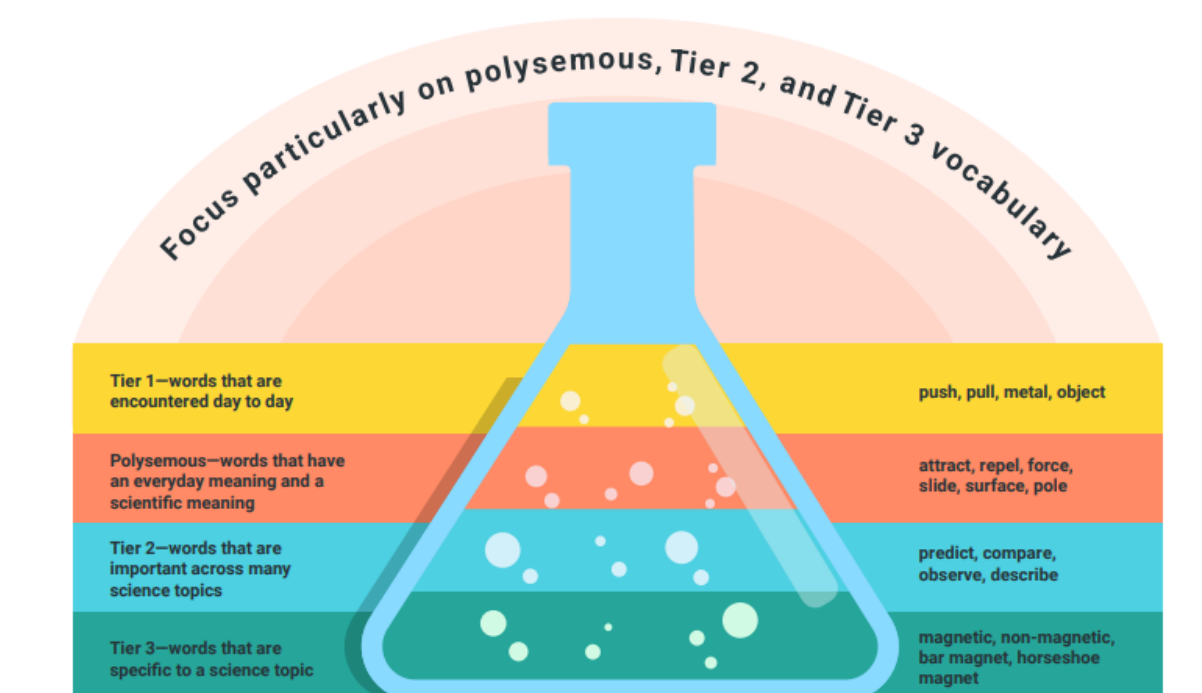 Focus particularly on polysemous, Tier 2, and Tier 3 vocabulary
Tier 1—words that are
encountered day to day
push, pull, metal, object
Polysemous—words that have
an everyday meaning and a
scientific meaning
attract, repel, force,
slide, surface, pole
Tier 2—words that are
important across many
science topics
predict, compare,
observe, describe
Tier 3—words that are
specific to a science topic
magnetic, non-magnetic,
bar magnet, horseshoe
magnet